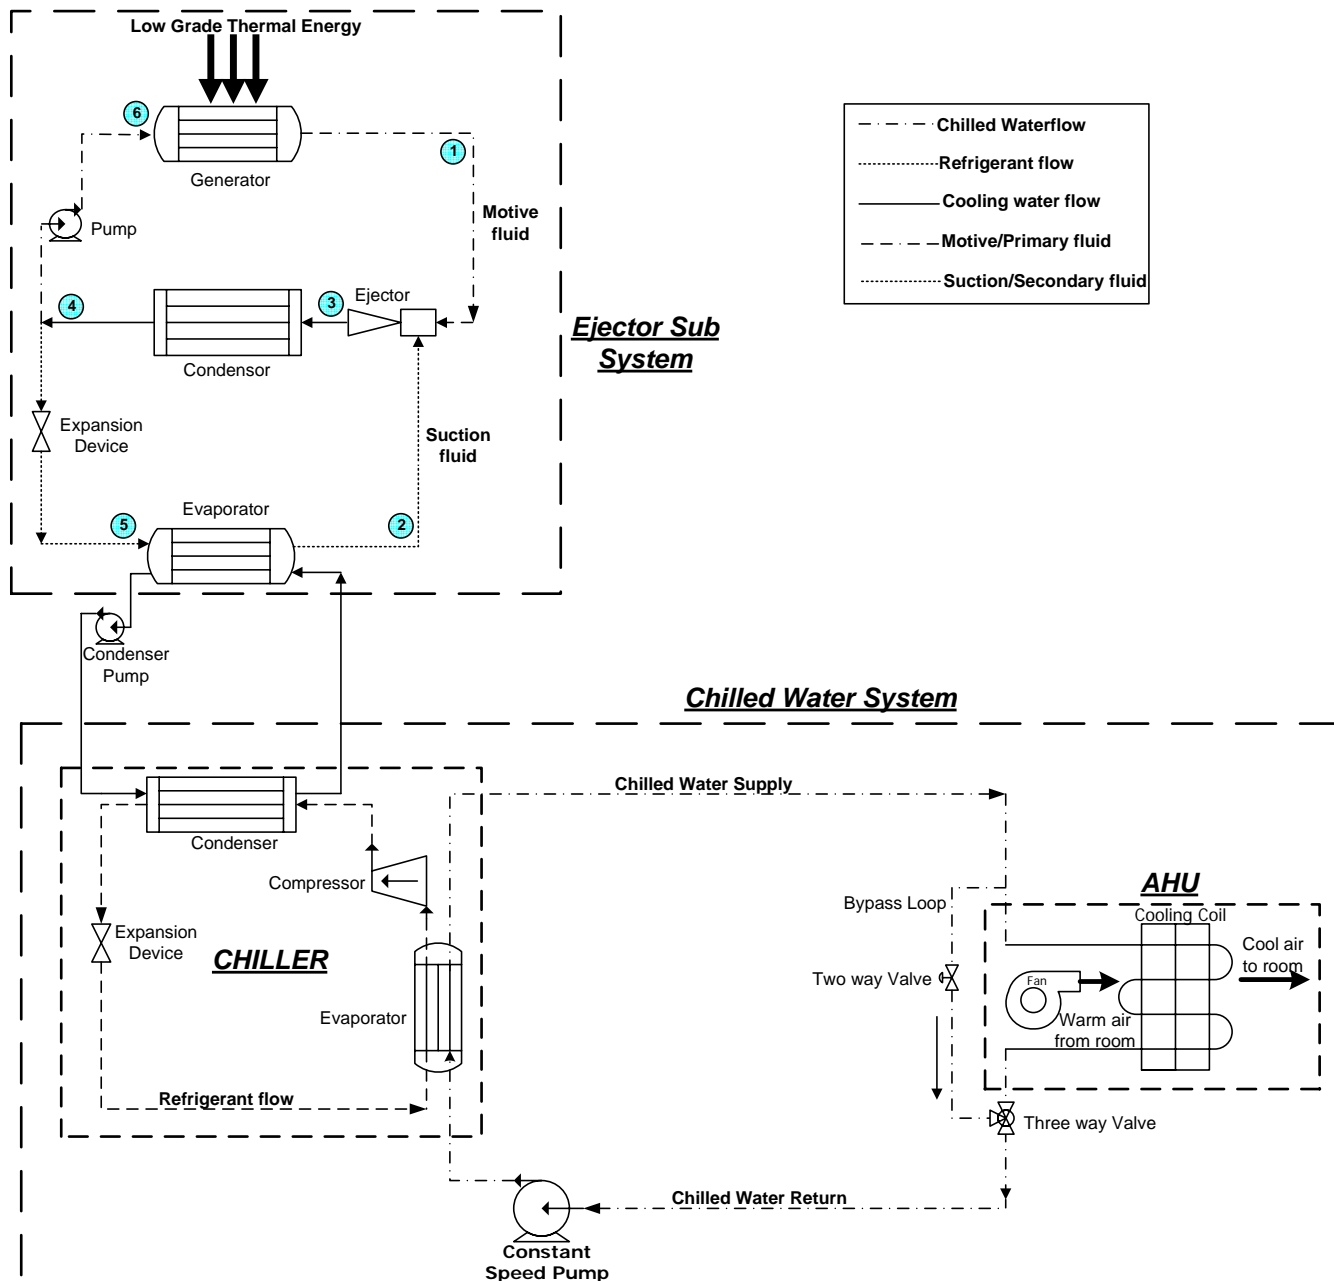 Low Grade Thermal Energy
6
1
Generator
Pump
Motive
fluid
4
3
Ejector
Condensor
Ejector Sub
System
Expansion
Device
Suction
fluid
Evaporator
5
2
Condenser
Pump
Chilled Waterflow
Refrigerant flow
Cooling water flow
Motive/Primary fluid
Suction/Secondary fluid
Chilled Water System
Chilled Water Supply
Condenser
Compressor
Expansion
Device
CHILLER
Evaporator
Refrigerant flow
Bypass Loop
AHU
Cooling Coil
Cool air
to room
Two way Valve
Fan
Warm air
from room
Three way Valve
Chilled Water Return
Constant
Speed Pump